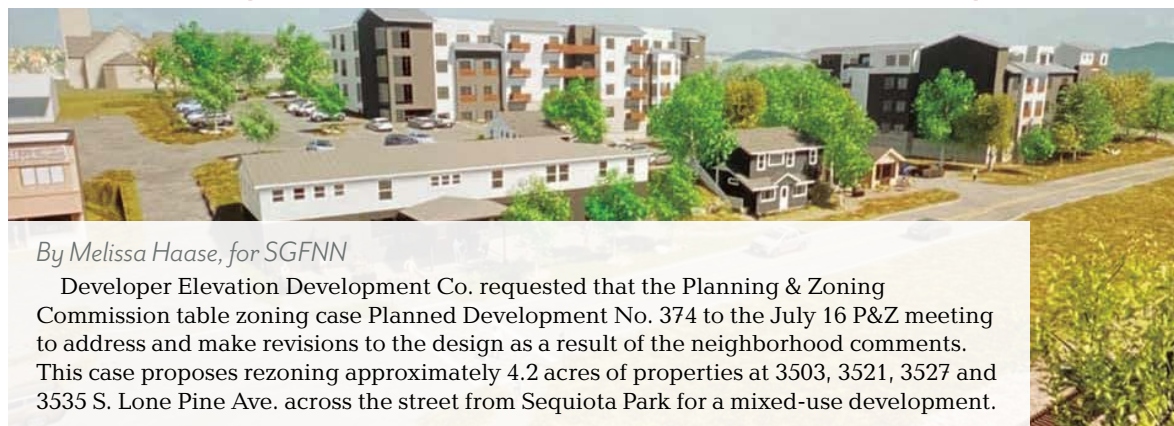 By Melissa Haase, for SGFNN
Developer Elevation Development Co. requested that the Planning & Zoning
Commission table zoning case Planned Development No. 374 to the July 16 P&Z meeting
to address and make revisions to the design as a result of the neighborhood comments.
This case proposes rezoning approximately 4.2 acres of properties at 3503, 3521, 3527 and
3535 S. Lone Pine Ave. across the street from Sequiota Park for a mixed-use development.